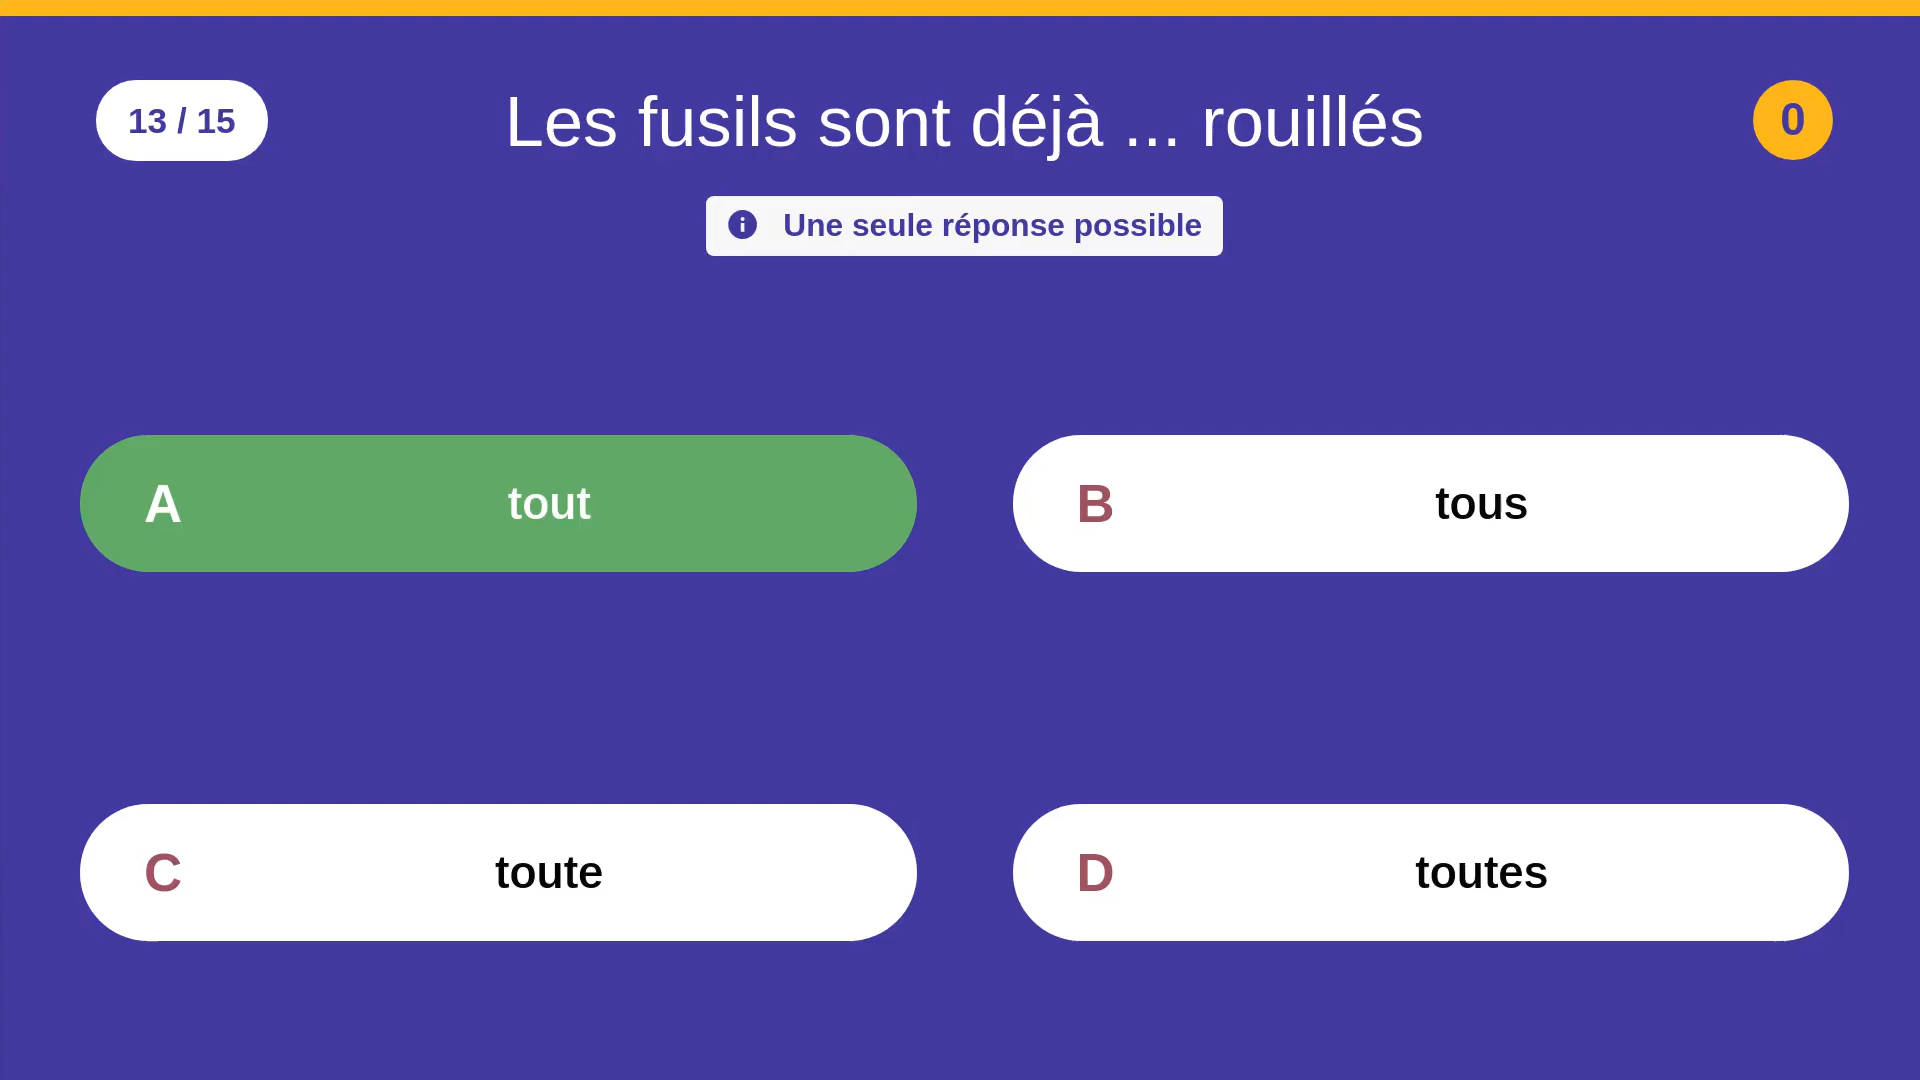 13 / 15
Les fusils sont déjà ... rouillés
0
Une seule réponse possible
A tout
B tous
C toute
D toutes